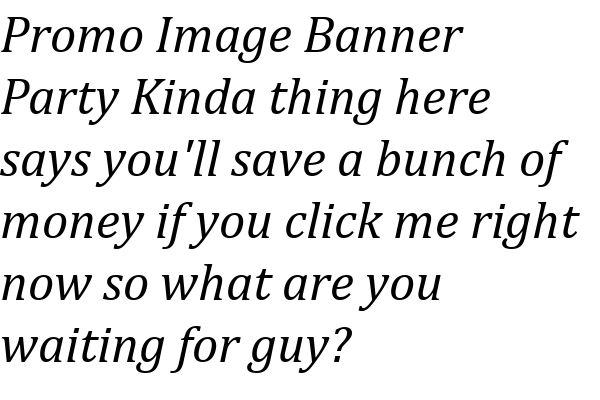 Promo Image Banner
Party Kinda thing here
says you'll save a bunch of
money if you click me right
now so what are you
waiting for guy?